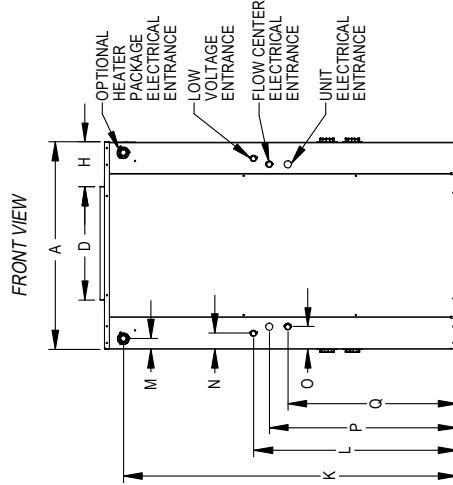 FRONT VIEW
A
D
H
OPTIONAL
HEATER
PACKAGE
ELECTRICAL
ENTRANCE
LOW
VOLTAGE
ENTRANCE
FLOW CENTER
ELECTRICAL
ENTRANCE
UNIT
ELECTRICAL
ENTRANCE
M
N
O
K
L
P
Q